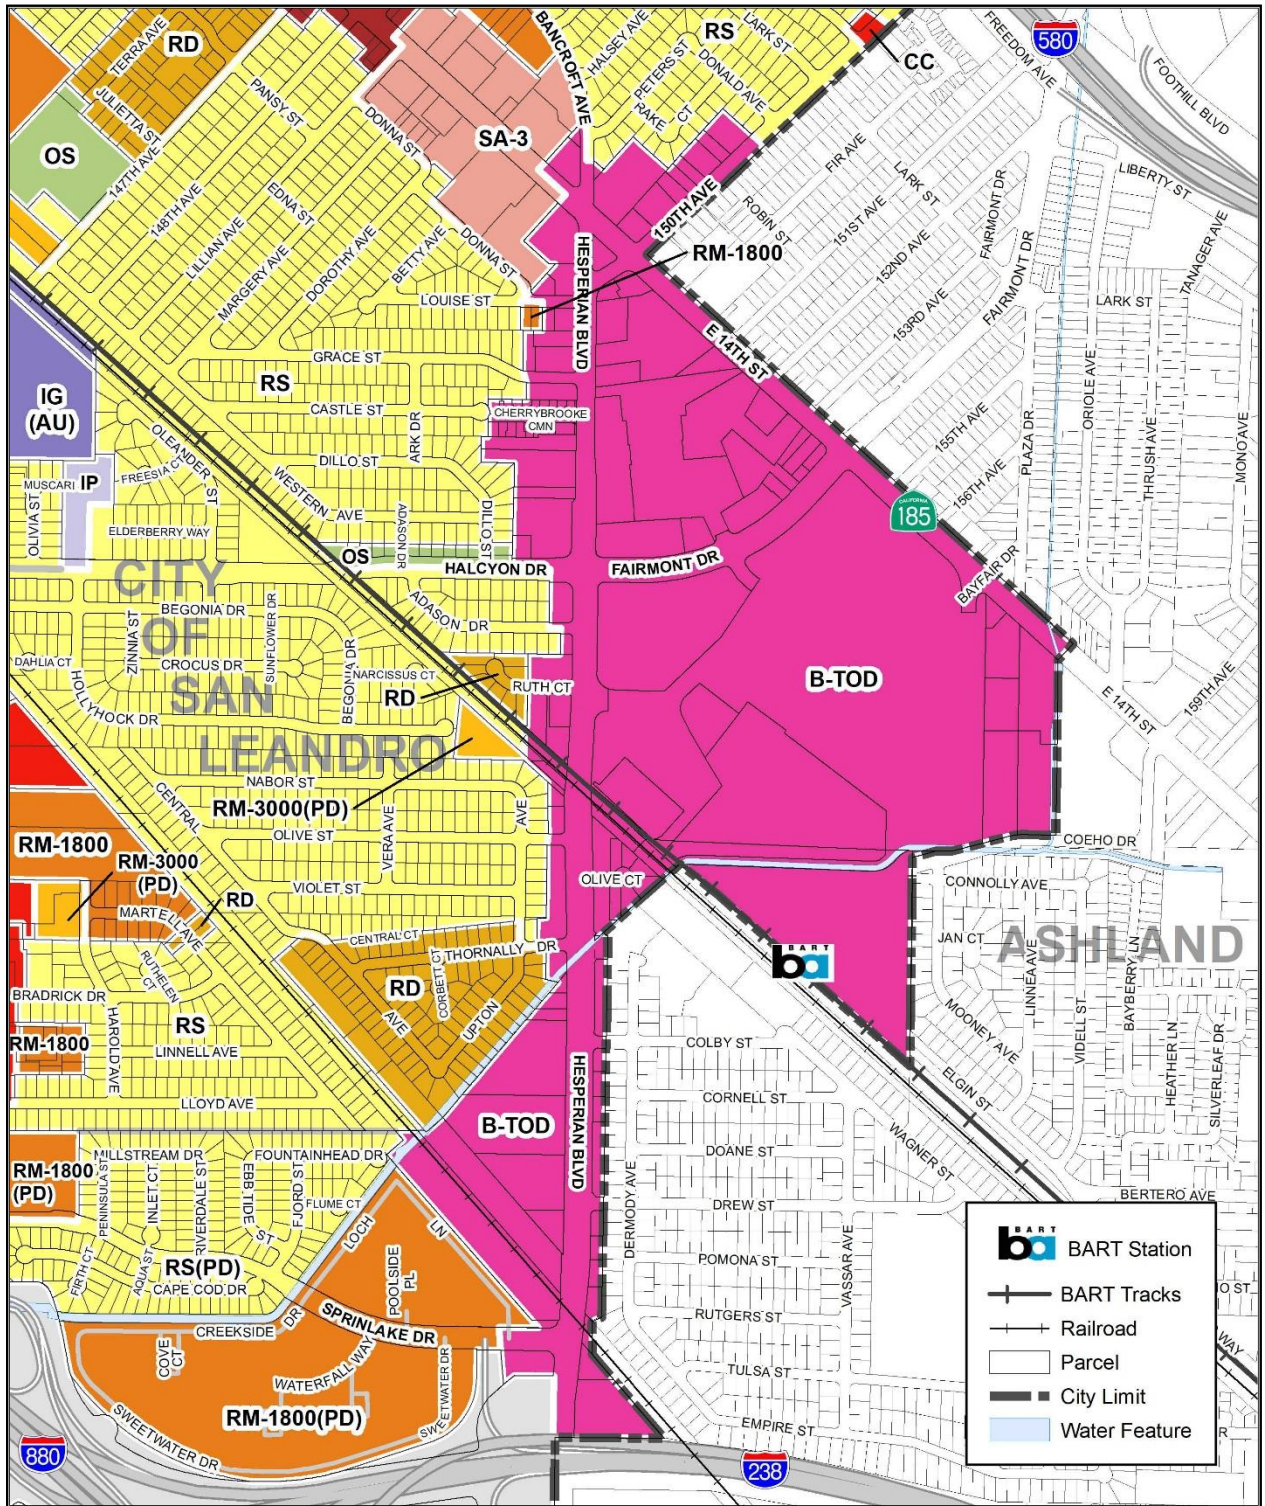 580
FREEDOM AVE
FOOTHILL BLVD
BANCROFT AVE
HALSEY AVE
RS
LARK ST
CC
TERRA AVE
RD
PETERS ST
DONALD AVE
RAKE CT
JULIETTA ST
PANSY ST
DONNA ST
SA-3
OS
147TH AVE
148TH AVE
LILLIAN AVE
EDNA ST
MARGERY AVE
DOROTHY AVE
BETTY AVE
DONNA ST
150TH AVE
ROBIN ST
FIR AVE
LARK ST
151ST AVE
152ND AVE
153RD AVE
FAIRMONT DR
FAIRMONT DR
LIBERTY ST
TANAGER AVE
RM-1800
HESPERIAN BLVD
LOUISE ST
E 14TH ST
LARK ST
GRACE ST
RS
IG
(AU)
CASTLE ST
CHERRYBROOKE
CMN
ARK DR
ORIOLE AVE
155TH AVE
156TH AVE
PLAZA DR
THRUSH AVE
MONO AVE
OLEANDER ST
FREESIA CT
DILLO ST
WESTERN AVE
MUSCARI
IP
OLIVIA ST
ADASON DR
DILLO ST
CALIFORNIA
185
ELDERBERRY WAY
OS
HALCYON DR
FAIRMONT DR
BAYFAIR DR
CITY
OF
SAN
LEANDRO
BEGONIA DR
ZINNIA ST
SUNFLOWER DR
ADASON DR
CROCUS DR
DAHLIA CT
NARCISSUS CT
BEGONIA DR
HOLLYHOCK DR
RD
RUTH CT
B-TOD
E 14TH ST
159TH AVE
NABOR ST
CENTRAL
RM-3000(PD)
AVE
OLIVE ST
VERA AVE
RM-1800
RM-3000
(PD)
COEHO DR
OLIVE CT
CONNOLLY AVE
VIOLET ST
RD
MARTELL AVE
JAN CT
ASHLAND
CENTRAL CT
THORNALLY DR
BART
ba
RUTHELEN
CT
RD
CORBETT CT
UPTON
AVE
LINNEA AVE
BAYBERRY LN
BRADRICK DR
RS
MOONEY AVE
VIDELL ST
RM-1800
HAROLD AVE
LINNELL AVE
COLBY ST
HEATHER LN
SILVERLEAF DR
LLOYD AVE
HESPERIAN BLVD
CORNELL ST
ELGIN ST
B-TOD
WAGNER ST
RM-1800
(PD)
MILLSTREAM DR
FOUNTAINHEAD DR
DOANE ST
PENINSULA ST
INLET CT
RIVERDALE ST
EBB TIDE
ST
FJORD ST
FLUME CT
LOCH
LN
DERMODY AVE
DREW ST
BERTERO AVE
FIRTH CT
AQUA ST
RS(PD)
CAPE COD DR
POOLSIDE
PL
POMONA ST
VASSAR AVE
CREEKSIDE
DR
SPRINLAKE DR
RUTGERS ST
COVE
CT
WATERFALL WAY
SWEETWATER DR
TULSA ST
RM-1800(PD)
SWEETWATER DR
EMPIRE ST
880
238
BART
ba
BART Station
BART Tracks
Railroad
Parcel
City Limit
Water Feature
WAY